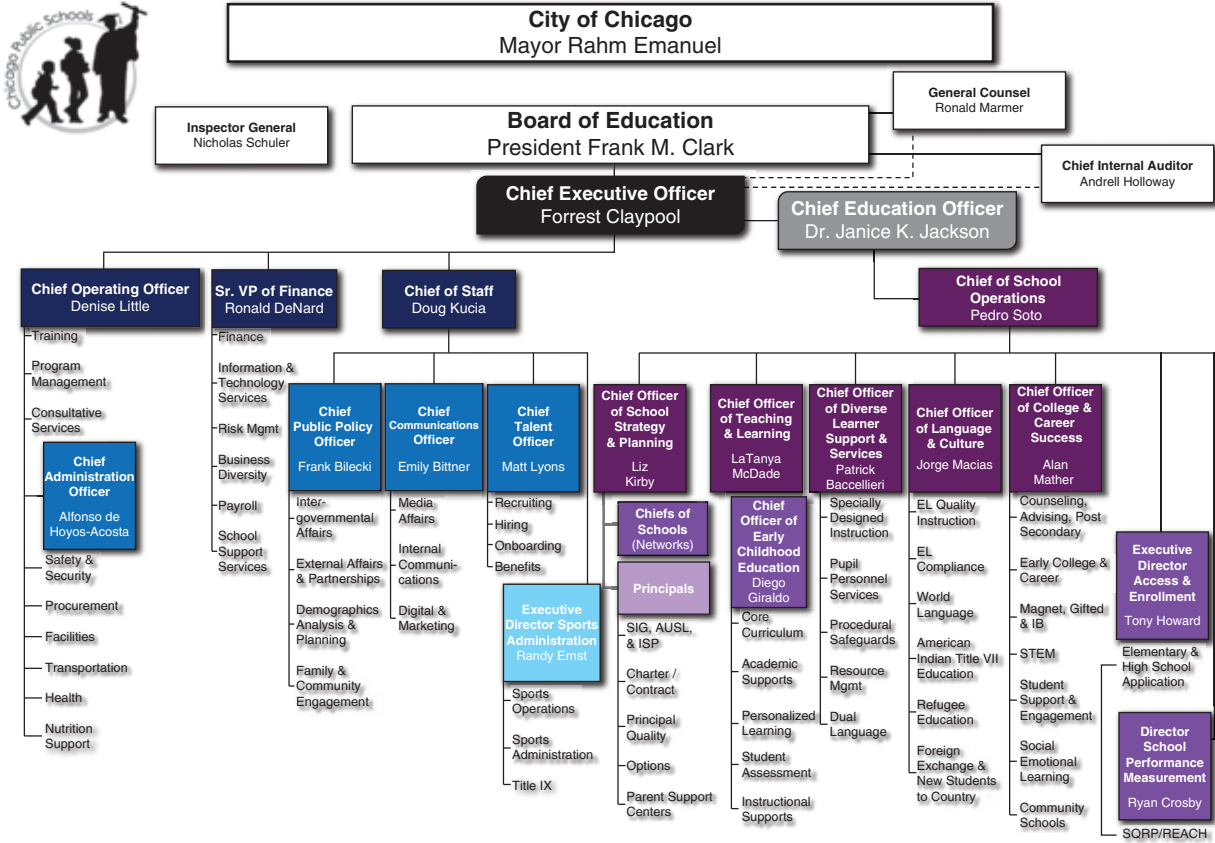 Chicago Public Schools
City of Chicago
Mayor Rahm Emanuel
General Counsel
Ronald Marmer
Inspector General
Nicholas Schuler
Board of Education
President Frank M. Clark
Chief Internal Auditor
Andrell Holloway
Chief Executive Officer
Forrest Claypool
Chief Education Officer
Dr. Janice K. Jackson
Chief Operating Officer
Denise Little
Sr. VP of Finance
Ronald DeNard
Chief of Staff
Doug Kucia
Chief of School
Operations
Pedro Soto
Training
Program
Management
Consultative
Services
Chief
Administration
Officer
Alfonso de
Hoyos-Acosta
Safety &
Security
Procurement
Facilities
Transportation
Health
Nutrition
Support
Finance
Information &
Technology
Services
Risk Mgmt
Business
Diversity
Payroll
School
Support
Services
Chief
Public Policy
Officer
Frank Bilecki
Inter-
governmental
Affairs
External Affairs
& Partnerships
Demographics
Analysis &
Planning
Family &
Community
Engagement
Chief
Communications
Officer
Emily Bittner
Media
Affairs
Internal
Communi-
cations
Digital &
Marketing
Chief
Talent
Officer
Matt Lyons
Recruiting
Hiring
Onboarding
Benefits
Executive
Director Sports
Administration
Randy Ernst
Sports
Operations
Sports
Administration
Title IX
Chief Officer
of School
Strategy
& Planning
Liz
Kirby
Chiefs of
Schools
(Networks)
Principals
SIG, AUSL,
& ISP
Charter /
Contract
Principal
Quality
Options
Parent Support
Centers
Chief Officer
of Teaching
& Learning
LaTanya
McDade
Chief
Officer of
Early
Childhood
Education
Diego
Giraldo
Core
Curriculum
Academic
Supports
Personalized
Learning
Student
Assessment
Instructional
Supports
Chief Officer
of Diverse
Learner
Support &
Services
Patrick
Baccellieri
Specially
Designed
Instruction
Pupil
Personnel
Services
Procedural
Safeguards
Resource
Mgmt
Dual
Language
Chief Officer
of Language
& Culture
Jorge Macias
EL Quality
Instruction
EL
Compliance
World
Language
American
Indian Title VII
Education
Refugee
Education
Foreign
Exchange &
New Students
to Country
Chief Officer
of College &
Career
Success
Alan
Mather
Counseling,
Advising, Post
Secondary
Early College &
Career
Magnet, Gifted
& IB
STEM
Student
Support &
Engagement
Social
Emotional
Learning
Community
Schools
Executive
Director
Access &
Enrollment
Tony Howard
Elementary &
High School
Application
Director
School
Performance
Measurement
Ryan Crosby
SQRP/REACH